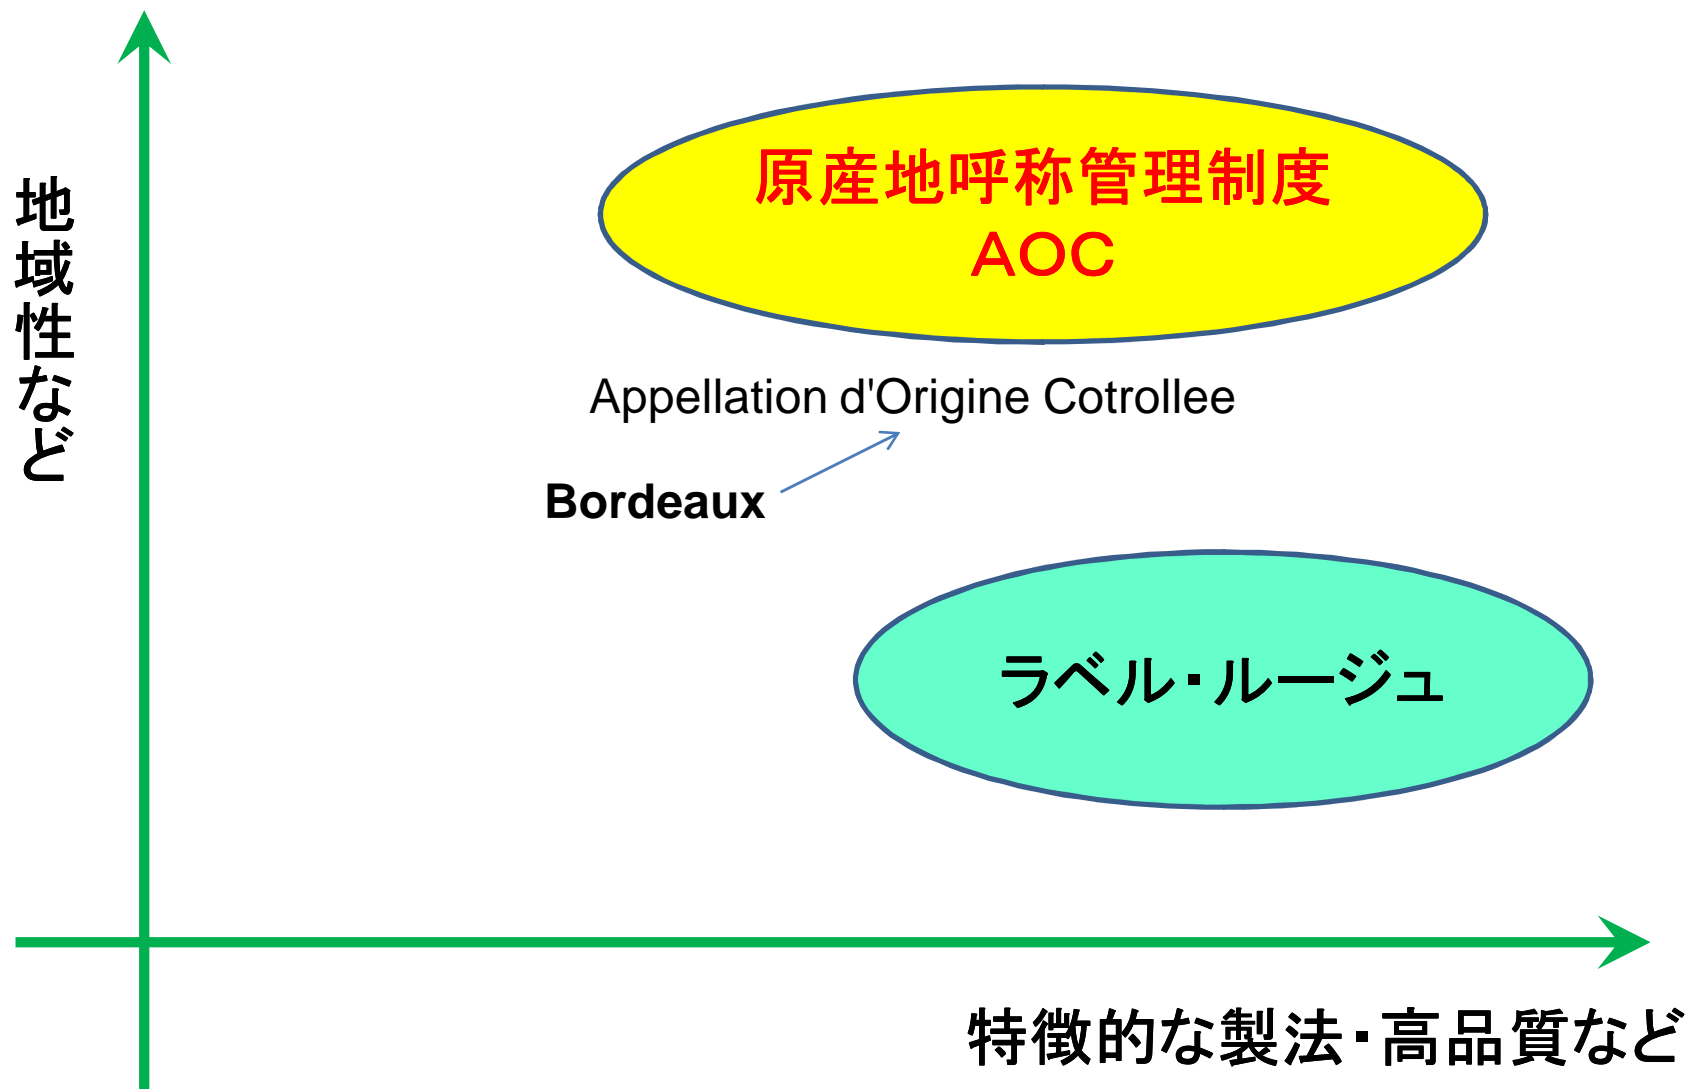 地域性など
原産地呼称管理制度
AOC
Appellation d'Origine Cotrollee
Bordeaux
ラベル・ルージュ
特徴的な製法・高品質など